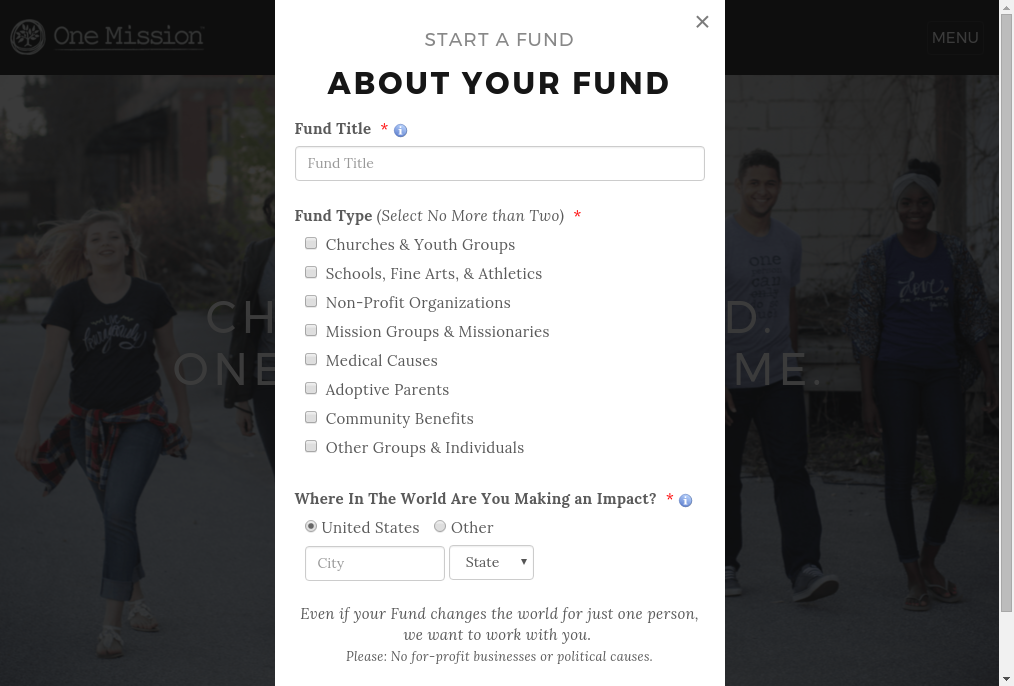 One Mission
MENU
START A FUND
ABOUT YOUR FUND
Fund Title *
Fund Title
Fund Type (Select No More than Two) *
Churches & Youth Groups
Schools, Fine Arts, & Athletics
Non-Profit Organizations
Mission Groups & Missionaries
Medical Causes
Adoptive Parents
Community Benefits
Other Groups & Individuals
Where In The World Are You Making an Impact? *
United States Other
City State
Even if your Fund changes the world for just one person,
we want to work with you.
Please: No for-profit businesses or political causes.